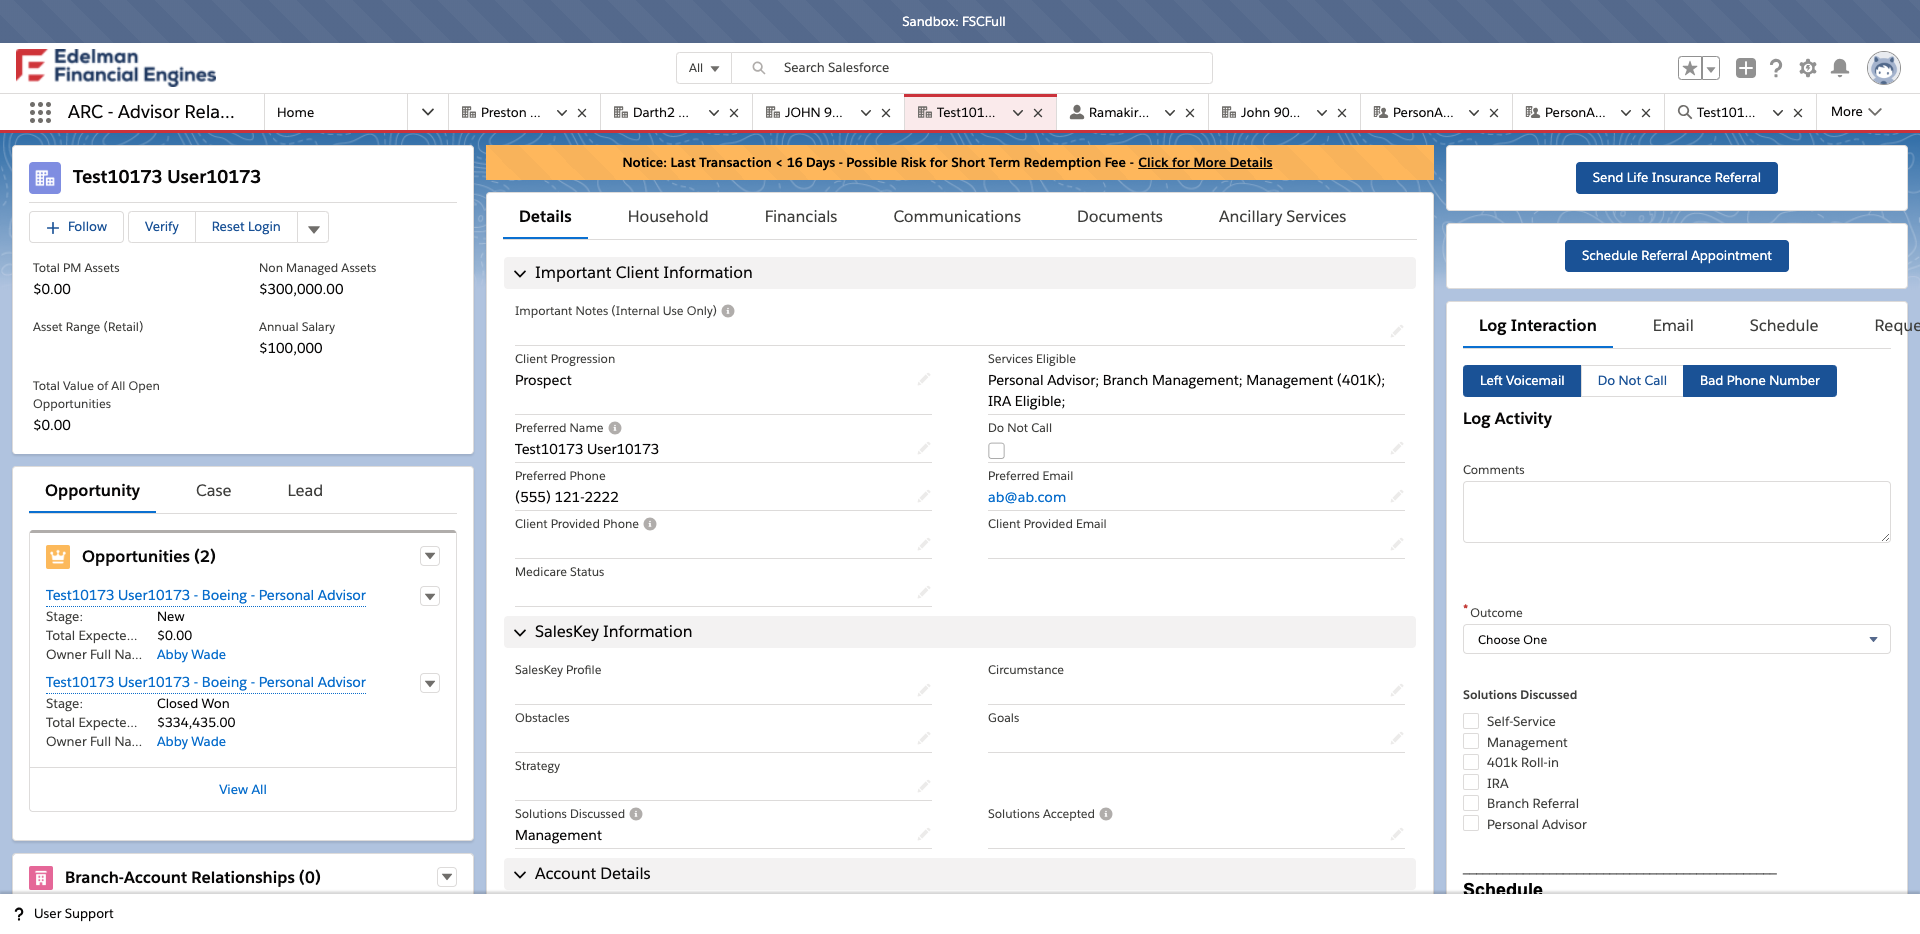 Sandbox: FSCFull
Edelman
Financial Engines
All
Search Salesforce
ARC - Advisor Rela...
Home
Preston ...
Darth2 ...
JOHN 9...
Test101...
Ramakir...
John 90...
PersonA...
PersonA...
Test101...
More
Test10173 User10173
Follow
Verify
Reset Login
Total PM Assets
$0.00
Non Managed Assets
$300,000.00
Asset Range (Retail)
Annual Salary
$100,000
Total Value of All Open
Opportunities
$0.00
Opportunity
Case
Lead
Opportunities (2)
Test10173 User10173 - Boeing - Personal Advisor
Stage: New
Total Expecte... $0.00
Owner Full Na... Abby Wade
Test10173 User10173 - Boeing - Personal Advisor
Stage: Closed Won
Total Expecte... $334,435.00
Owner Full Na... Abby Wade
View All
Branch-Account Relationships (0)
Notice: Last Transaction < 16 Days - Possible Risk for Short Term Redemption Fee - Click for More Details
Details
Household
Financials
Communications
Documents
Ancillary Services
Important Client Information
Important Notes (Internal Use Only)
Client Progression
Prospect
Services Eligible
Personal Advisor; Branch Management; Management (401K);
IRA Eligible;
Preferred Name
Test10173 User10173
Do Not Call
Preferred Phone
(555) 121-2222
Preferred Email
ab@ab.com
Client Provided Phone
Client Provided Email
Medicare Status
SalesKey Information
SalesKey Profile
Circumstance
Obstacles
Goals
Strategy
Solutions Discussed
Management
Solutions Accepted
Account Details
Send Life Insurance Referral
Schedule Referral Appointment
Log Interaction
Email
Schedule
Reque
Left Voicemail
Do Not Call
Bad Phone Number
Log Activity
Comments
* Outcome
Choose One
Solutions Discussed
Self-Service
Management
401k Roll-in
IRA
Branch Referral
Personal Advisor
Schedule
? User Support